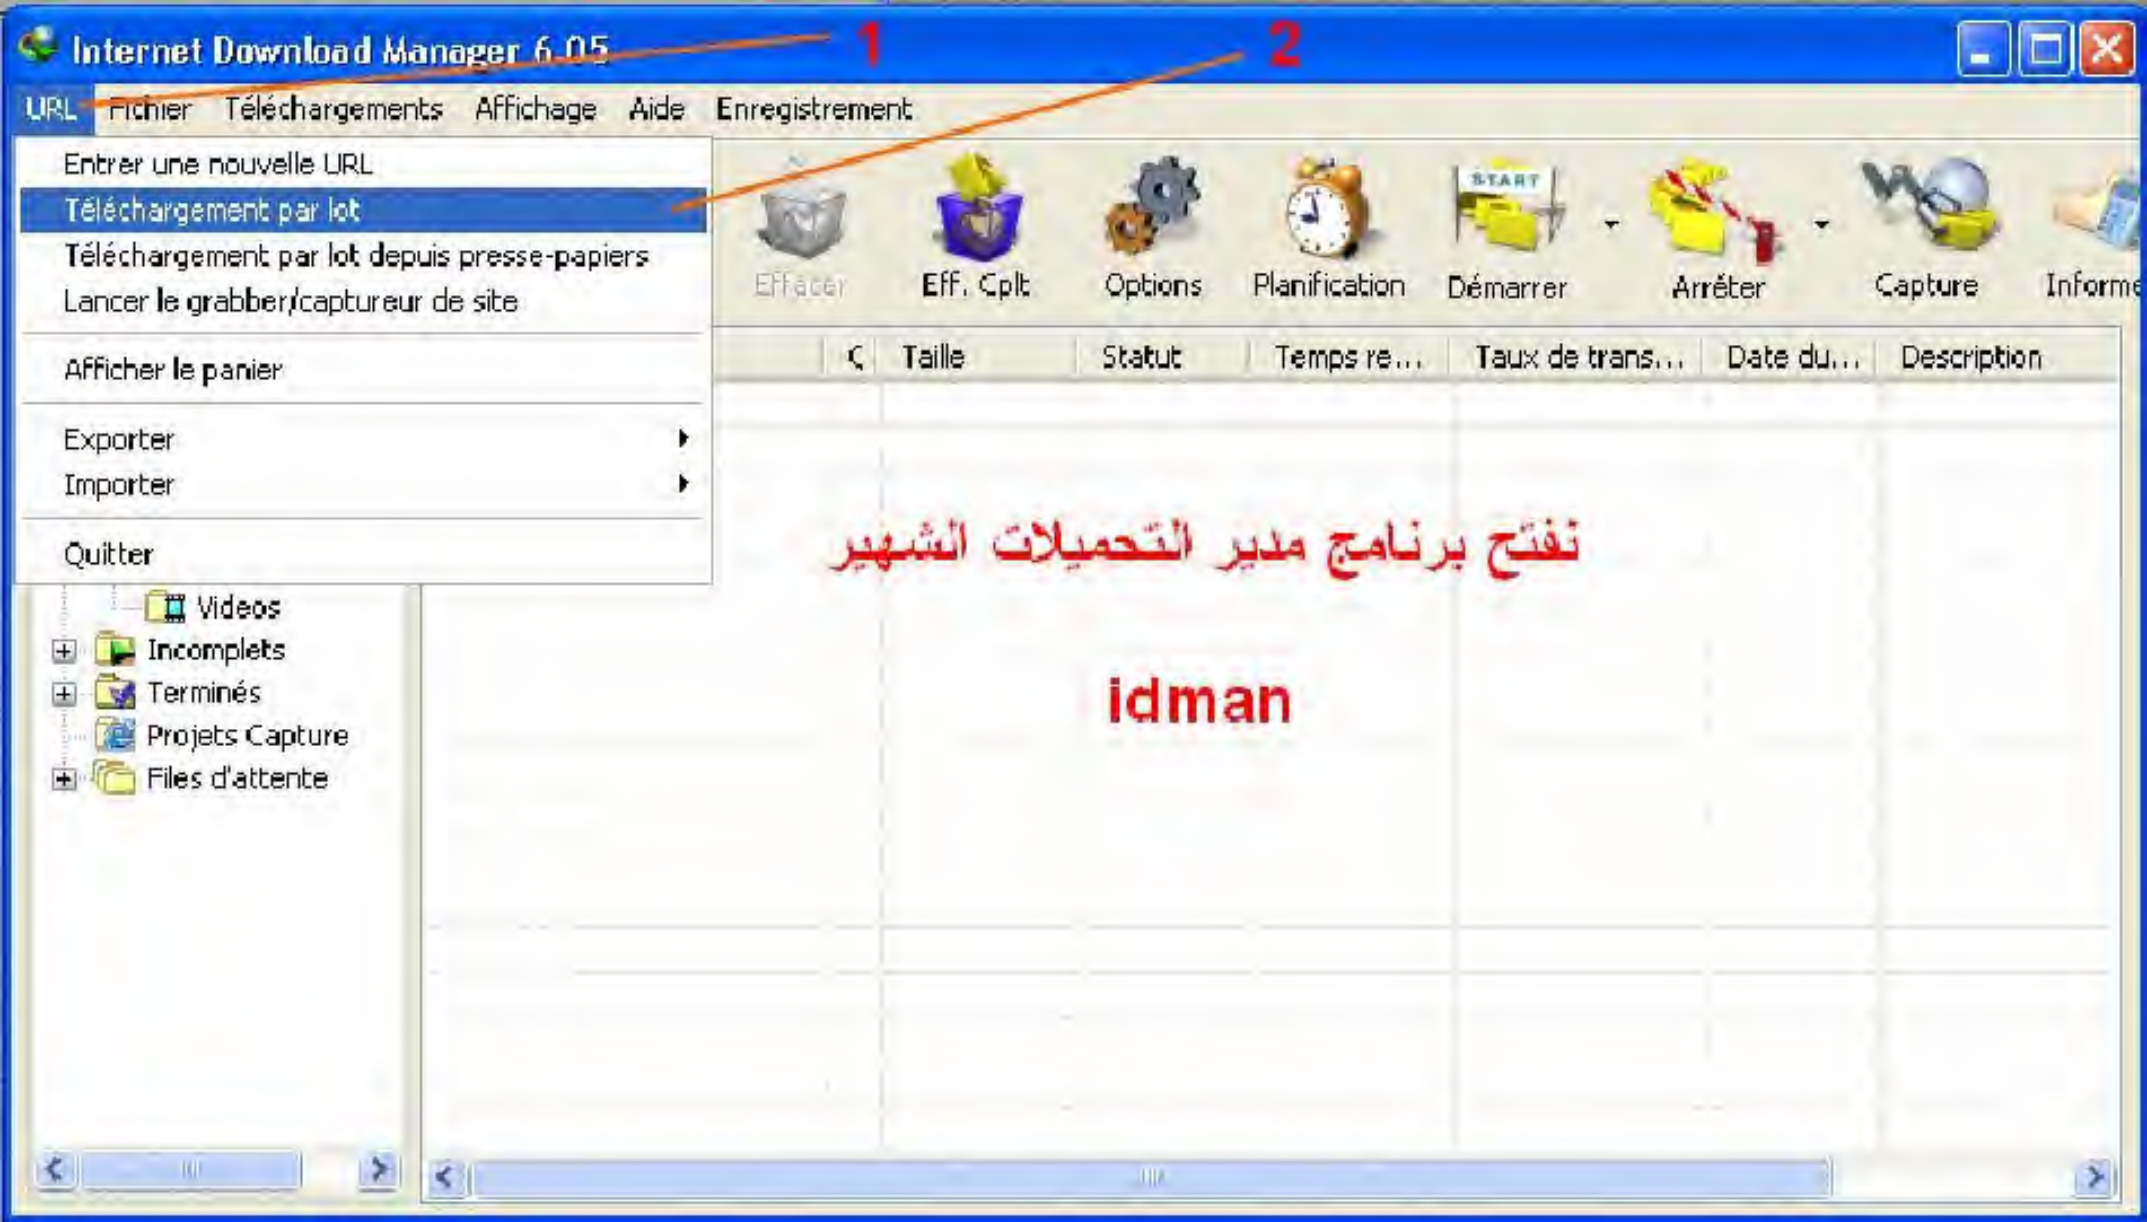 Internet Download Manager 6.05
1
2
URL Fichier Téléchargements Affichage Aide Enregistrement
Entrer une nouvelle URL
Téléchargement par lot
Téléchargement par lot depuis presse-papiers
Lancer le grabber/captureur de site
Afficher le panier
Exporter
Importer
Quitter
START
Effacer Eff. Cplt Options Planification Démarrer Arrêter Capture Informe
Taille Statut Temps re... Taux de trans... Date du... Description
نفتح برنامج مدير التحميلات الشهير
idman
Videos
Incomplets
Terminés
Projets Capture
Files d'attente